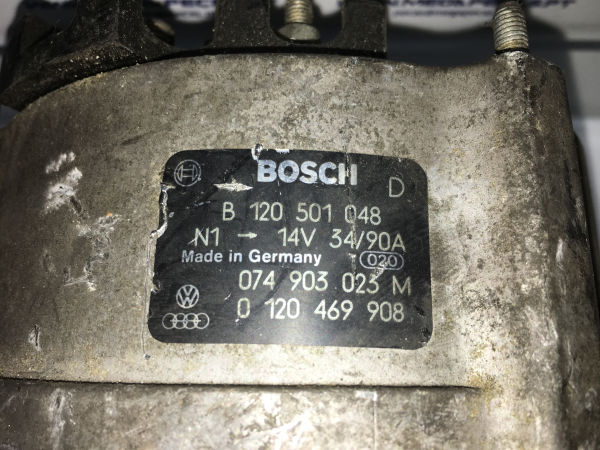 BOSCH D
B 120 501 048
N1 → 14V 34/90A
Made in Germany 020
074 903 023 M
0 120 469 908